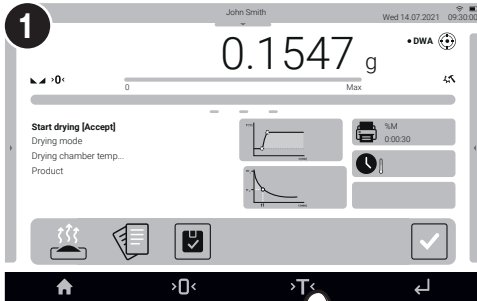 1
John Smith
Wed 14.07.2021 09:30:00
0.1547 g
• DWA
>0<
0 Max
Start drying [Accept]
Drying mode
Drying chamber temp...
Product
%M
0:00:30
>0< >T<